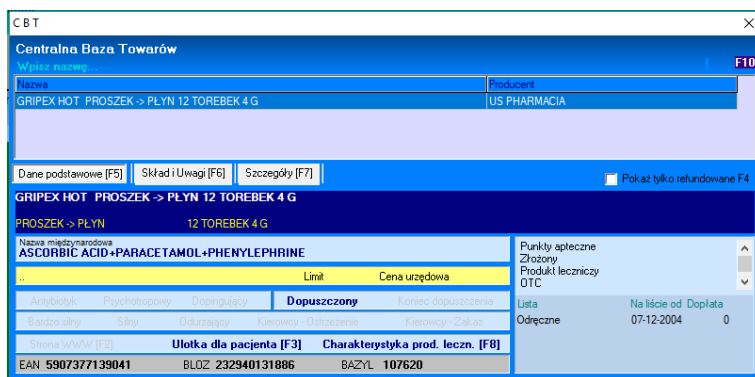 CBT
Centralna Baza Towarów
Wpisz nazwę...
F10
Nazwa Producent
GRIPEX HOT PROSZEK -> PŁYN 12 TOREBEK 4 G US PHARMACIA
Dane podstawowe [F5] Skład i Uwagi [F6] Szczegóły [F7]
Pokaż tylko refundowane F4
GRIPEX HOT PROSZEK -> PŁYN 12 TOREBEK 4 G
PROSZEK -> PŁYN 12 TOREBEK 4 G
Nazwa międzynarodowa
ASCORBIC ACID+PARACETAMOL+PHENYLEPHRINE
.. Limit Cena urzędowa
Antybiotyk Psychotropowy Dopingujący Dopuszczony Koniec dopuszczenia
Bardzo silny Silny Odurzający Kierowcy - Ostrzeżenie Kierowcy - Zakaz
Strona WWW [F2] Ulotka dla pacjenta [F3] Charakterystyka prod. leczn. [F8]
EAN 5907377139041 BLOZ 232940131886 BAZYL 107620
Punkty apteczne
Złożony
Produkt leczniczy
OTC
Lista Na liście od Dopłata
Odręczne 07-12-2004 0